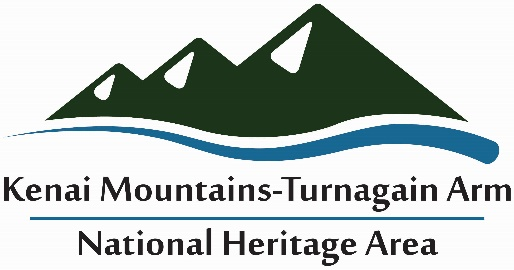 Kenai Mountains-Turnagain Arm
National Heritage Area